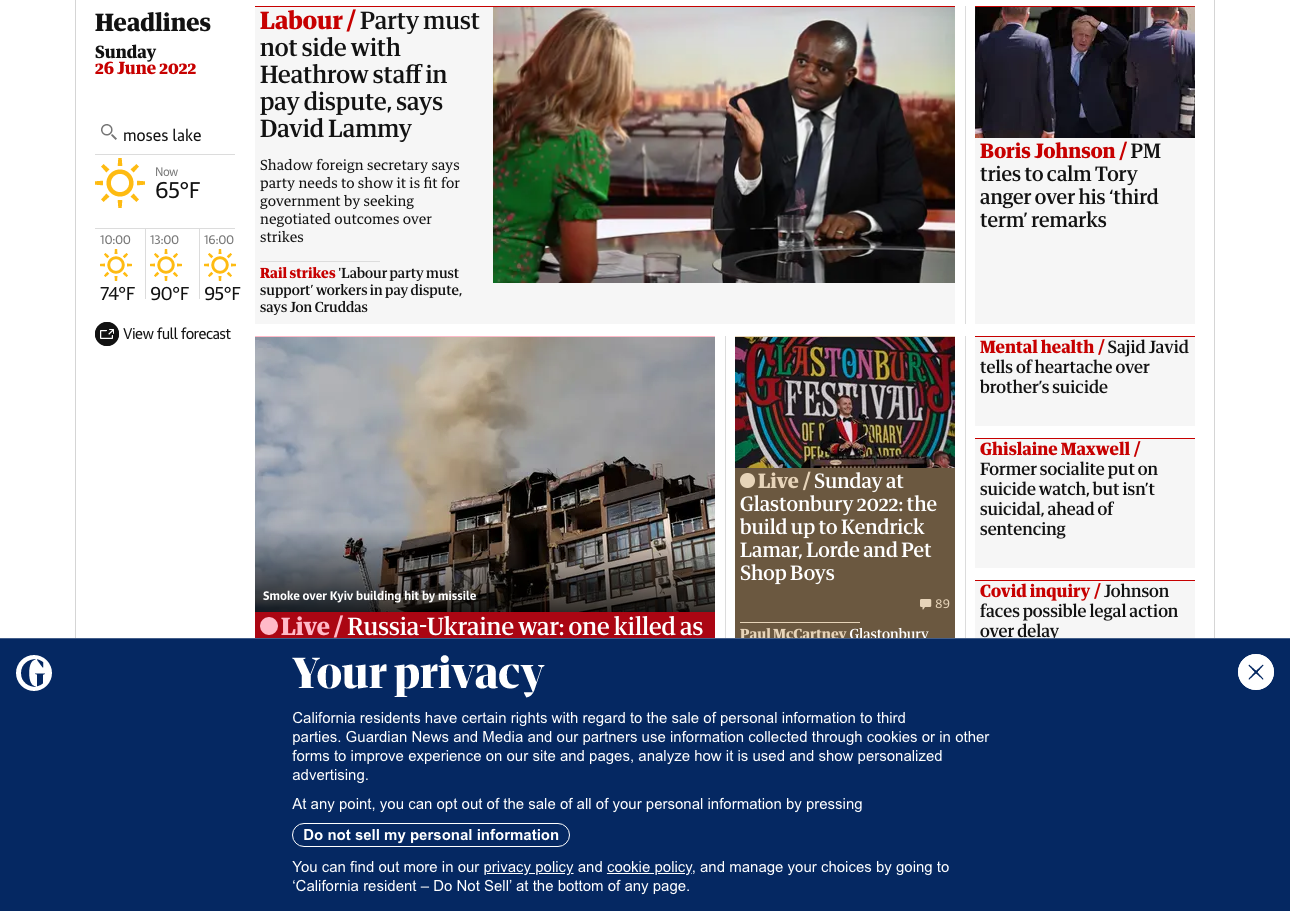 Headlines
Sunday
26 June 2022
moses lake
Now
65°F
10:00
74°F
13:00
90°F
16:00
95°F
View full forecast
Labour / Party must
not side with
Heathrow staff in
pay dispute, says
David Lammy
Shadow foreign secretary says
party needs to show it is fit for
government by seeking
negotiated outcomes over
strikes
Rail strikes 'Labour party must
support' workers in pay dispute,
says Jon Cruddas
Boris Johnson / PM
tries to calm Tory
anger over his ‘third
term’ remarks
Smoke over Kyiv building hit by missile
Live / Russia-Ukraine war: one killed as
GLASTONBURY
FESTIVAL
Live / Sunday at
Glastonbury 2022: the
build up to Kendrick
Lamar, Lorde and Pet
Shop Boys
89
Paul McCartney Glastonbury
Mental health / Sajid Javid
tells of heartache over
brother’s suicide
Ghislaine Maxwell /
Former socialite put on
suicide watch, but isn’t
suicidal, ahead of
sentencing
Covid inquiry / Johnson
faces possible legal action
over delay
G
Your privacy
California residents have certain rights with regard to the sale of personal information to third
parties. Guardian News and Media and our partners use information collected through cookies or in other
forms to improve experience on our site and pages, analyze how it is used and show personalized
advertising.
At any point, you can opt out of the sale of all of your personal information by pressing
Do not sell my personal information
You can find out more in our privacy policy and cookie policy, and manage your choices by going to
‘California resident – Do Not Sell’ at the bottom of any page.